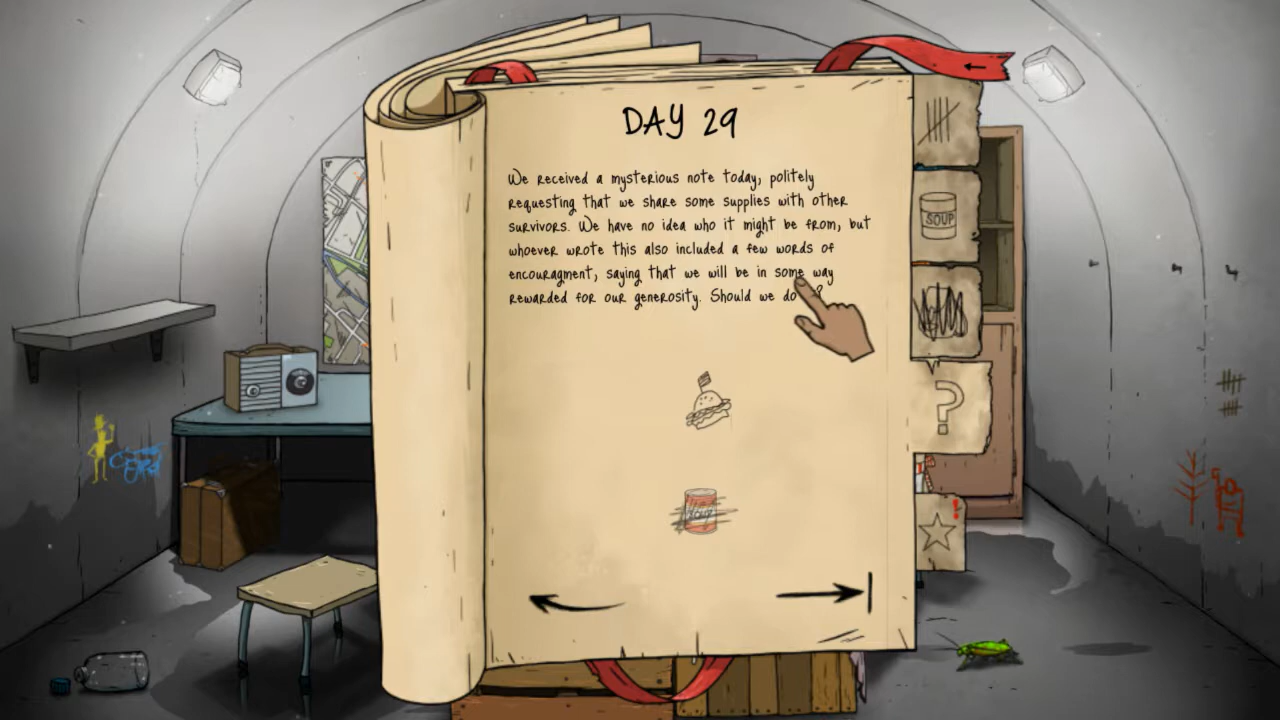 DAY 29
We received a mysterious note today, politely
requesting that we share some supplies with other
survivors. We have no idea who it might be from, but
whoever wrote this also included a few words of
encouragment, saying that we will be in some way
rewarded for our generosity. Should we do
SOUP